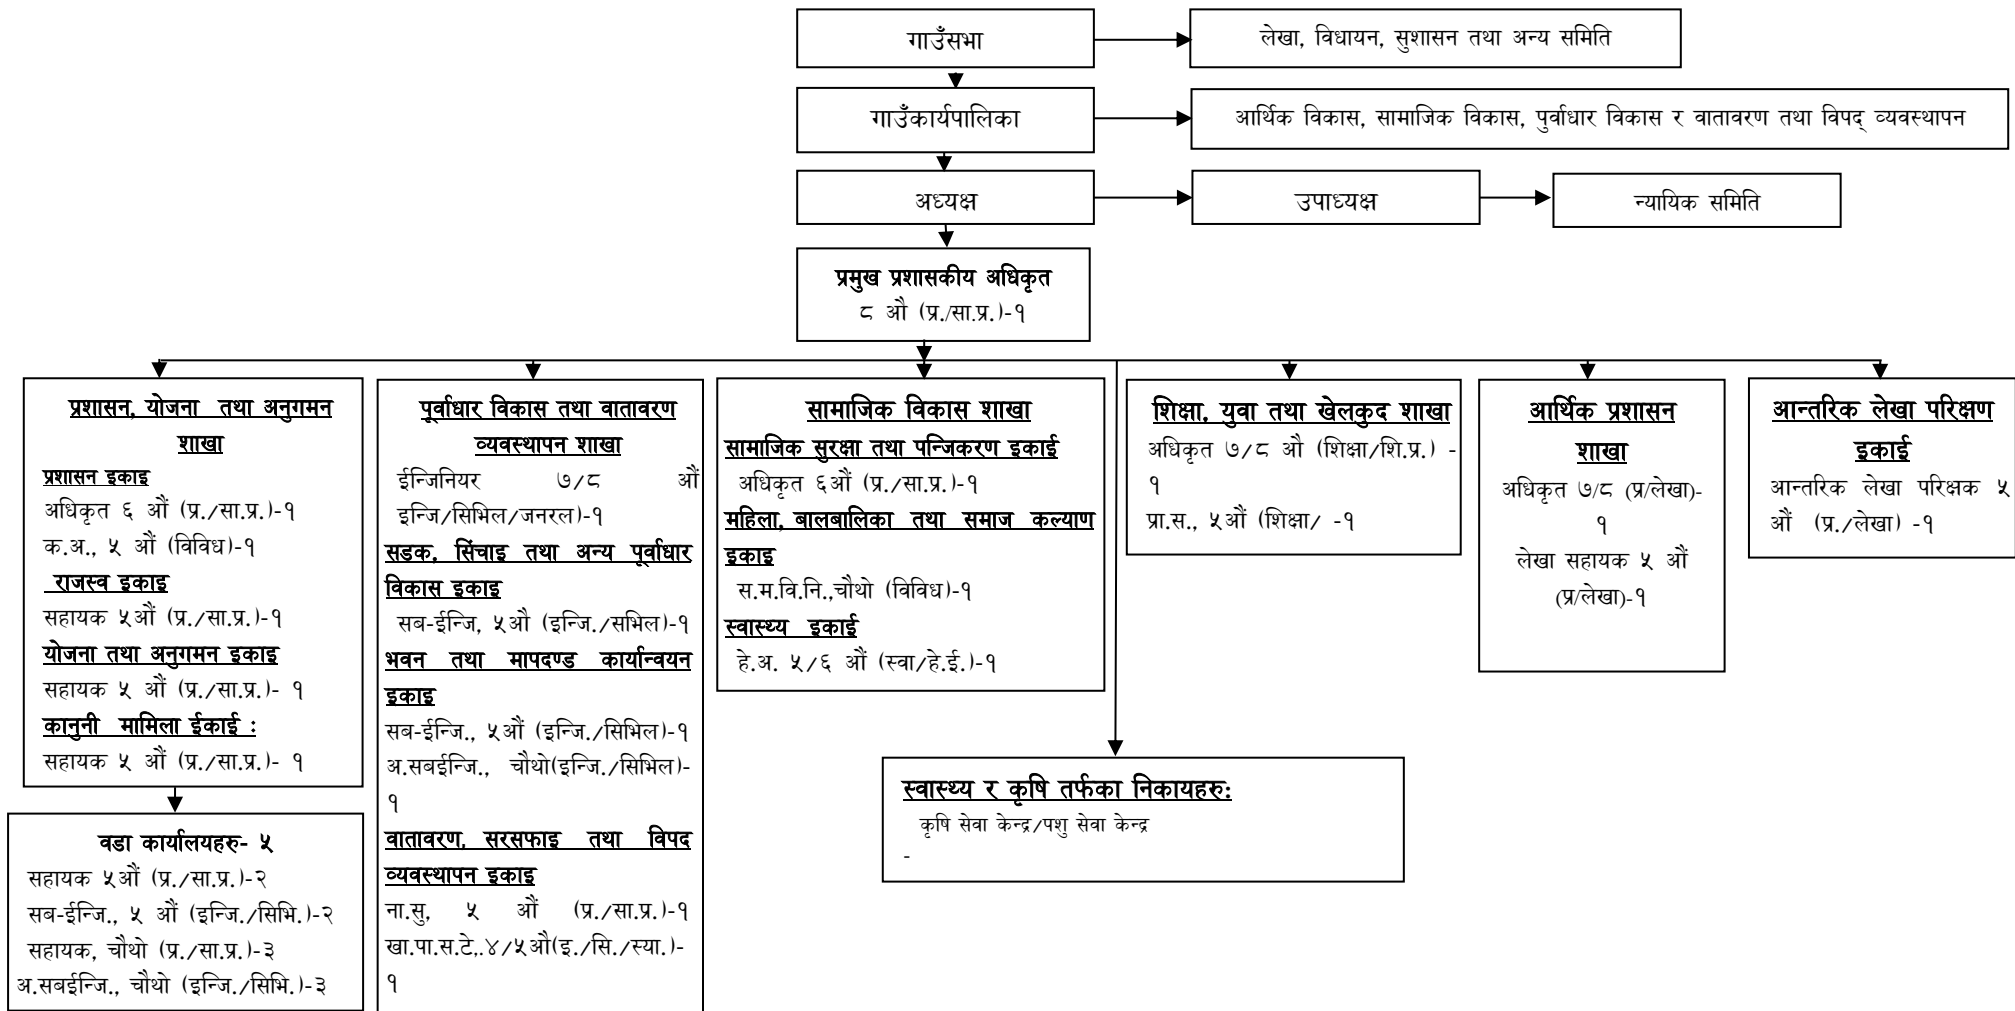 गाउँसभा
लेखा, विधायन, सुशासन तथा अन्य समिति
गाउँकार्यपालिका
आर्थिक विकास, सामाजिक विकास, पुर्वाधार विकास र वातावरण तथा विपद् व्यवस्थापन
अध्यक्ष
उपाध्यक्ष
न्यायिक समिति
प्रमुख प्रशासकीय अधिकृत
८ औ (प्र./सा.प्र.)-१
प्रशासन, योजना तथा अनुगमन
शाखा
प्रशासन इकाइ
अधिकृत ६ औं (प्र./सा.प्र.)-१
क.अ., ५ औं (विविध)-१
राजस्व इकाइ
सहायक ५औं (प्र./सा.प्र.)-१
योजना तथा अनुगमन इकाइ
सहायक ५ औं (प्र./सा.प्र.)- १
कानुनी मामिला ईकाई :
सहायक ५ औं (प्र./सा.प्र.)- १
वडा कार्यालयहरु- ५
सहायक ५औं (प्र./सा.प्र.)-२
सब-ईन्जि., ५ औं (इन्जि./सिभि.)-२
सहायक, चौथो (प्र./सा.प्र.)-३
अ.सबईन्जि., चौथो (इन्जि./सिभि.)-३
पूर्वाधार विकास तथा वातावरण
व्यवस्थापन शाखा
ईन्जिनियर ७/८ औं
इन्जि/सिभिल/जनरल)-१
सडक, सिंचाइ तथा अन्य पूर्वाधार
विकास इकाइ
सब-ईन्जि, ५औ (इन्जि./सभिल)-१
भवन तथा मापदण्ड कार्यान्वयन
इकाइ
सब-ईन्जि., ५औं (इन्जि./सिभिल)-१
अ.सबईन्जि., चौथो(इन्जि./सिभिल)-
१
वातावरण, सरसफाइ तथा विपद
व्यवस्थापन इकाइ
ना.सु, ५ औं (प्र./सा.प्र.)-१
खा.पा.स.टे,.४/५औ(इ./सि./स्या.)-
१
सामाजिक विकास शाखा
सामाजिक सुरक्षा तथा पन्जिकरण इकाई
अधिकृत ६औं (प्र./सा.प्र.)-१
महिला, बालबालिका तथा समाज कल्याण
इकाइ
स.म.वि.नि.,चौथो (विविध)-१
स्वास्थ्य इकाई
हे.अ. ५/६ औं (स्वा/हे.ई.)-१
शिक्षा, युवा तथा खेलकुद शाखा
अधिकृत ७/८ औ (शिक्षा/शि.प्र.) -
१
प्रा.स., ५औं (शिक्षा/ -१
आर्थिक प्रशासन
शाखा
अधिकृत ७/८ (प्र/लेखा)-
१
लेखा सहायक ५ औं
(प्र/लेखा)-१
आन्तरिक लेखा परिक्षण
इकाई
आन्तरिक लेखा परिक्षक ५
औं (प्र./लेखा) -१
स्वास्थ्य र कृषि तर्फका निकायहरु:
कृषि सेवा केन्द्र/पशु सेवा केन्द्र
-